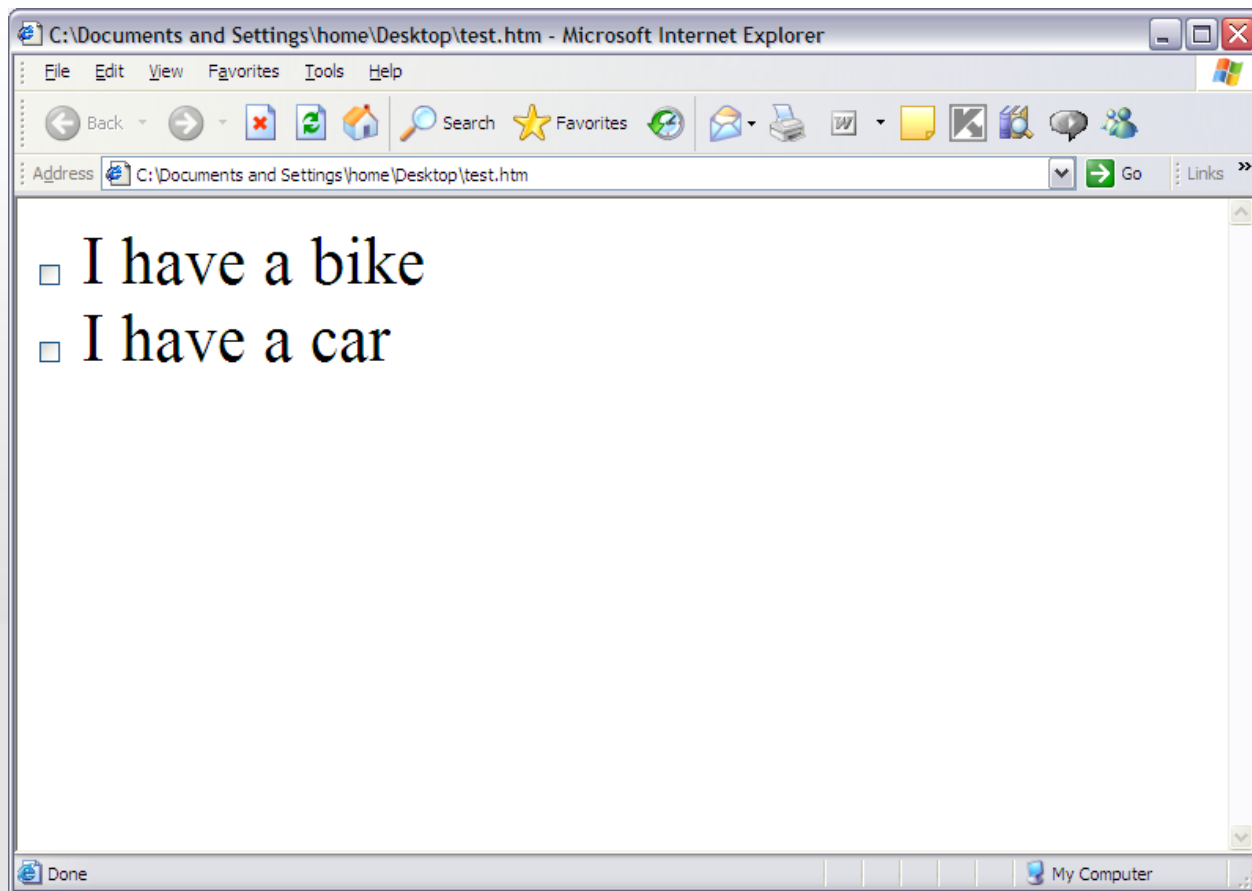 C:\Documents and Settings\home\Desktop\test.htm - Microsoft Internet Explorer
File Edit View Favorites Tools Help
Back Search Favorites W K
Address C:\Documents and Settings\home\Desktop\test.htm Go Links »
I have a bike
I have a car
Done My Computer